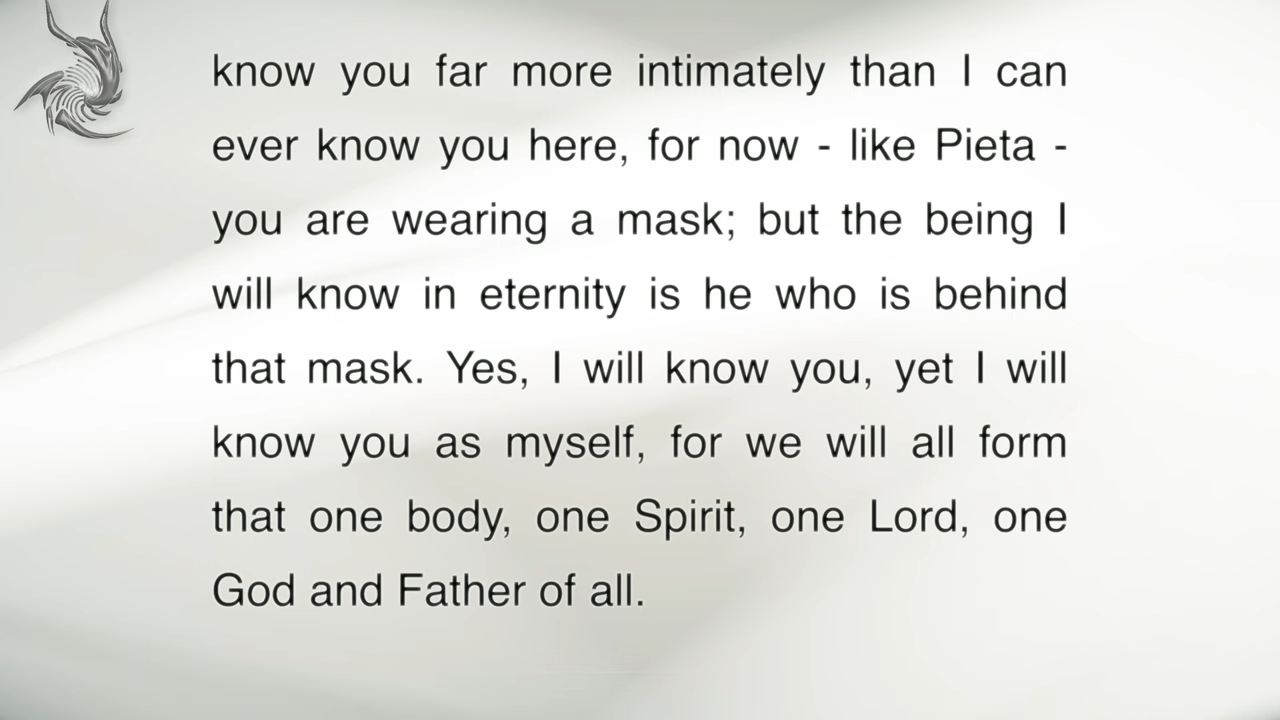 know you far more intimately than I can
ever know you here, for now - like Pieta -
you are wearing a mask; but the being I
will know in eternity is he who is behind
that mask. Yes, I will know you, yet I will
know you as myself, for we will all form
that one body, one Spirit, one Lord, one
God and Father of all.